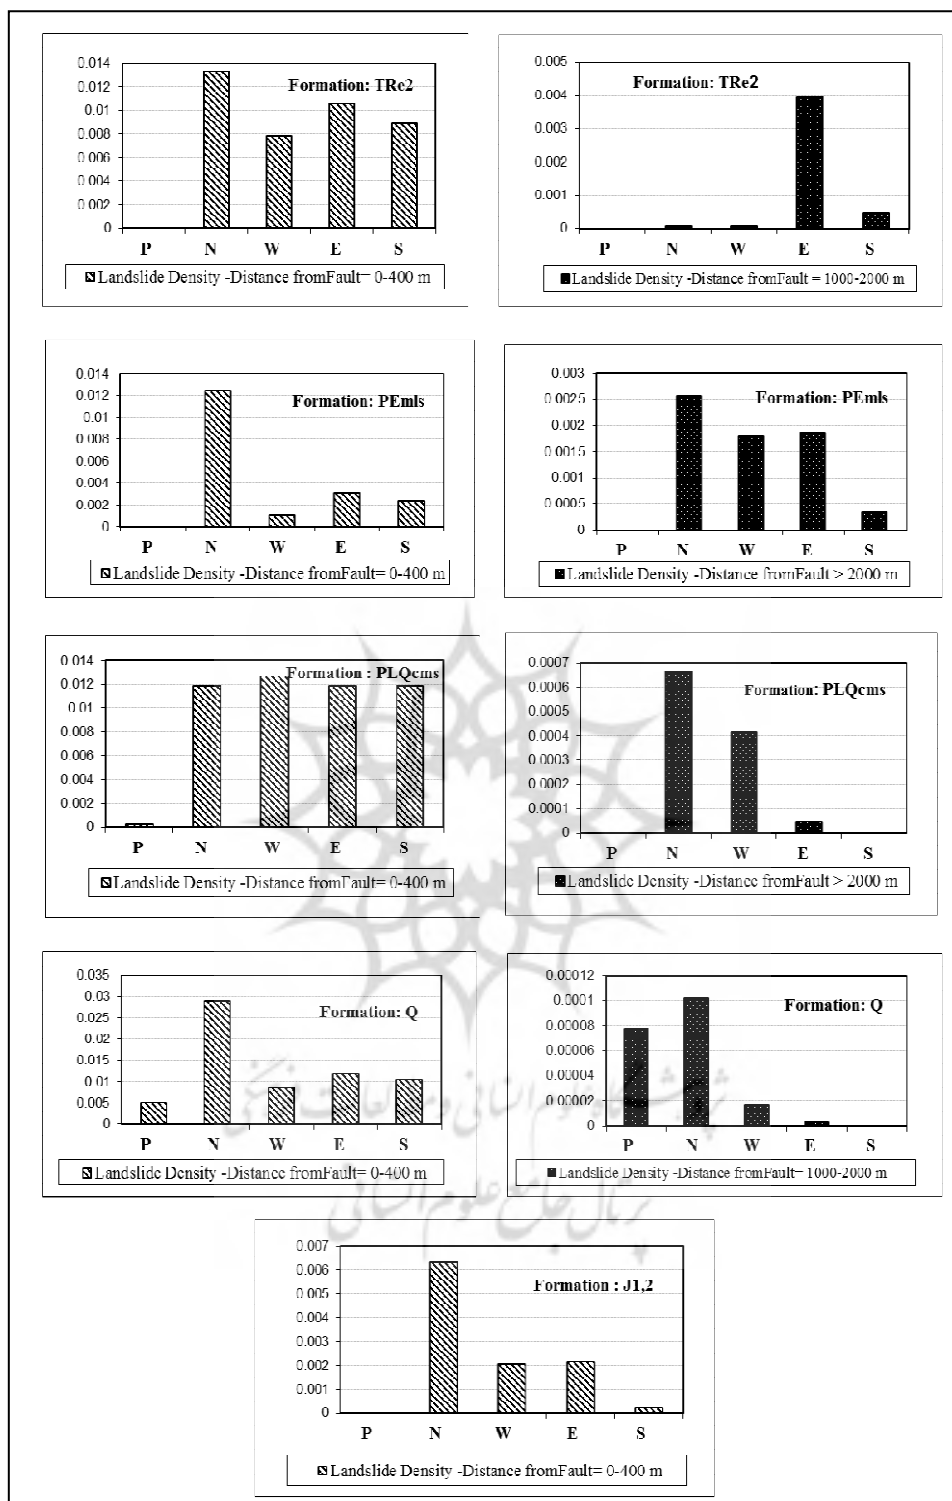 0.014
0.012
0.01
0.008
0.006
0.004
0.002
0
Formation: TRe2
P N W E S
Landslide Density -Distance fromFault= 0-400 m
0.005
0.004
0.003
0.002
0.001
0
Formation: TRe2
P N W E S
Landslide Density -Distance fromFault = 1000-2000 m
0.014
0.012
0.01
0.008
0.006
0.004
0.002
0
Formation: PEmls
P N W E S
Landslide Density -Distance fromFault= 0-400 m
0.003
0.0025
0.002
0.0015
0.001
0.0005
0
Formation: PEmls
P N W E S
Landslide Density -Distance fromFault > 2000 m
0.014
0.012
0.01
0.008
0.006
0.004
0.002
0
Formation : PLQcms
P N W E S
Landslide Density -Distance fromFault= 0-400 m
0.0007
0.0006
0.0005
0.0004
0.0003
0.0002
0.0001
0
Formation: PLQcms
P N W E S
Landslide Density -Distance fromFault > 2000 m
0.035
0.03
0.025
0.02
0.015
0.01
0.005
0
Formation: Q
P N W E S
Landslide Density -Distance fromFault= 0-400 m
0.00012
0.0001
0.00008
0.00006
0.00004
0.00002
0
Formation: Q
P N W E S
Landslide Density -Distance fromFault= 1000-2000 m
پژوهشگاه علوم انسانی و مطالعات فرهنگی
پرتال جامع علوم انسانی
0.007
0.006
0.005
0.004
0.003
0.002
0.001
0
Formation : J1,2
P N W E S
Landslide Density -Distance fromFault= 0-400 m